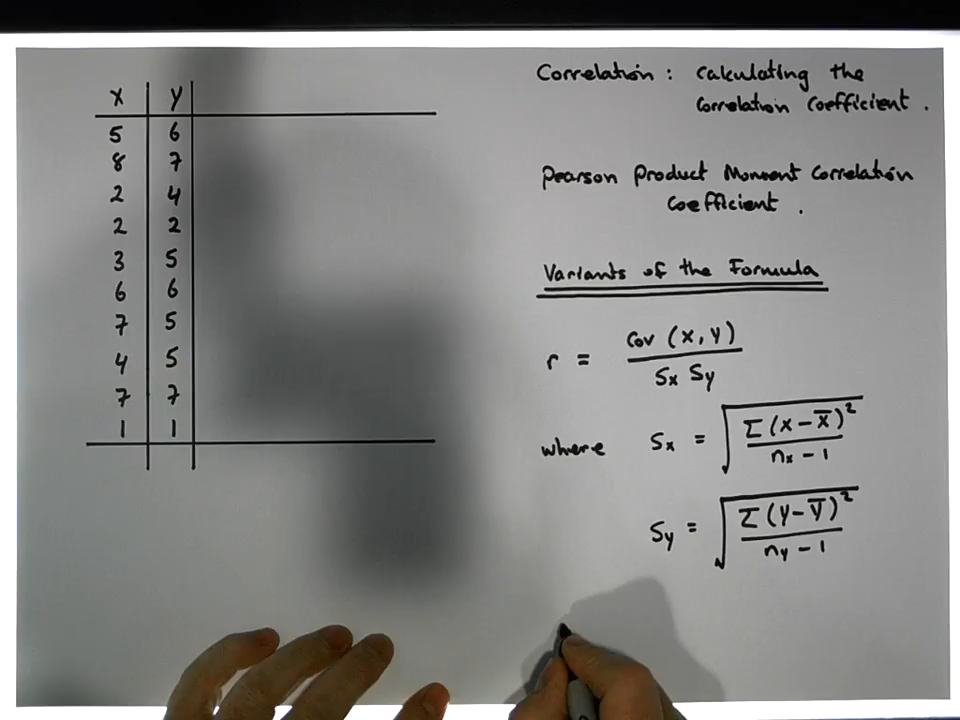 x y
5 6
8 7
2 4
2 2
3 5
6 6
7 5
4 5
7 7
1 1
Correlation : Calculating the
Correlation Coefficient .
Pearson Product Moment Correlation
Coefficient .
Variants of the Formula
r = Cov (x, y) / Sx Sy
where Sx = √(Σ(x - x̅)² / nx - 1)
Sy = √(Σ(y - y̅)² / ny - 1)